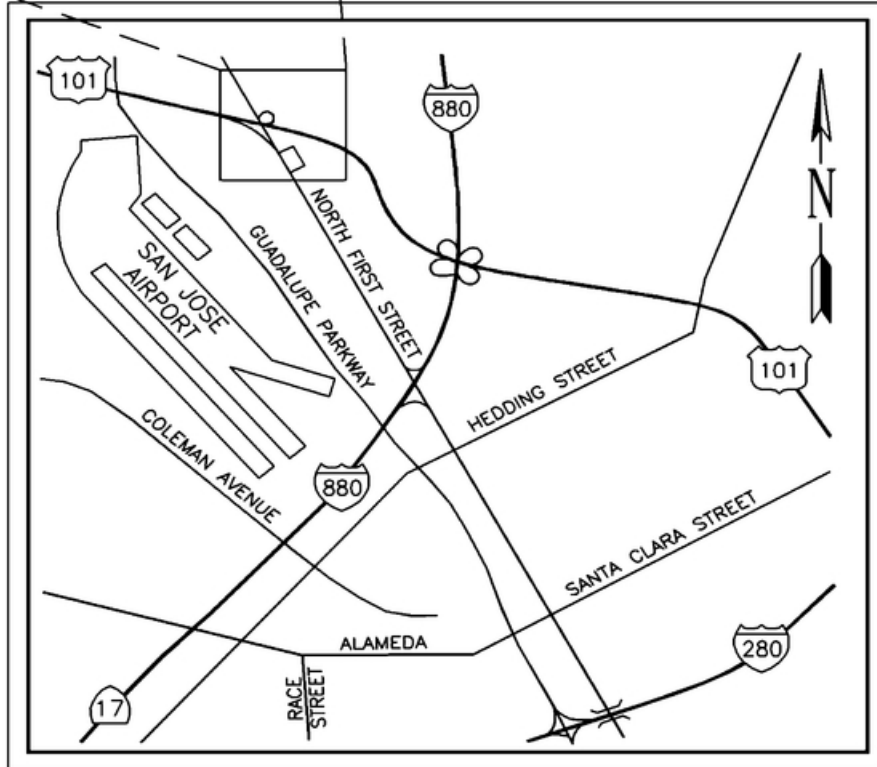 101
880
N
NORTH FIRST STREET
GUADALUPE PARKWAY
SAN JOSE
AIRPORT
HEDDING STREET
101
COLEMAN AVENUE
880
SANTA CLARA STREET
ALAMEDA
280
RACE
STREET
17